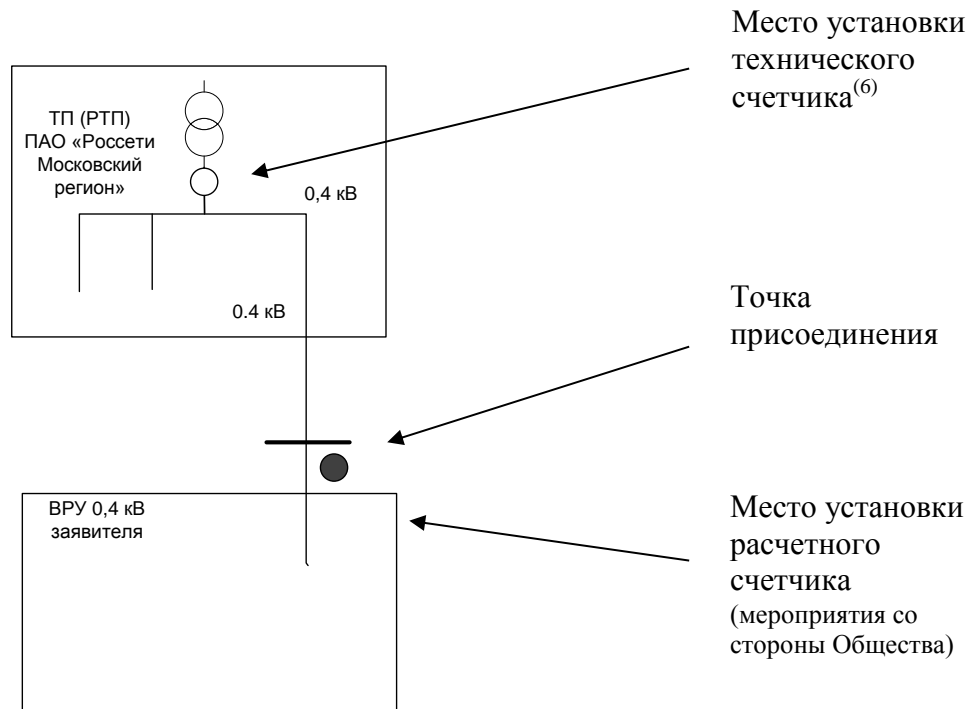 Место установки
технического
счетчика(6)
ТП (РТП)
ПАО «Россети
Московский
регион»
0,4 кВ
0.4 кВ
Точка
присоединения
ВРУ 0,4 кВ
заявителя
Место установки
расчетного
счетчика
(мероприятия со
стороны Общества)